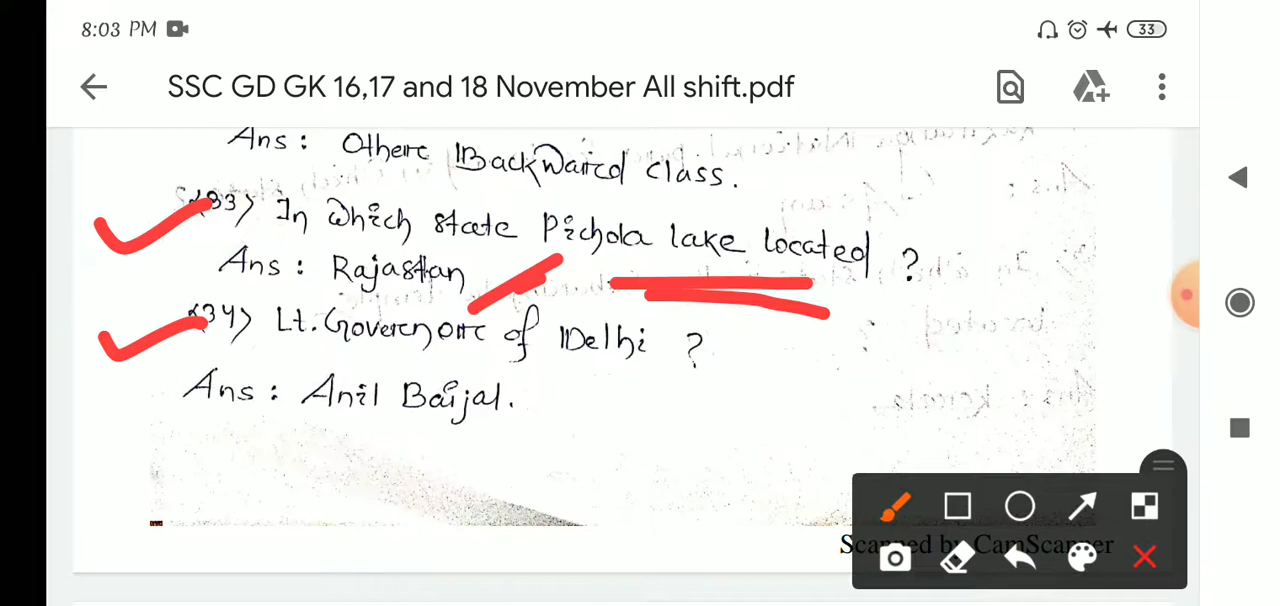 8:03 PM 33
SSC GD GK 16,17 and 18 November All shift.pdf
Ans : Other Backward class.
(33) In which state Pichola lake located ?
Ans : Rajasthan
(34) Lt. Governor of Delhi ?
Ans : Anil Baijal.
Scanned by CamScanner